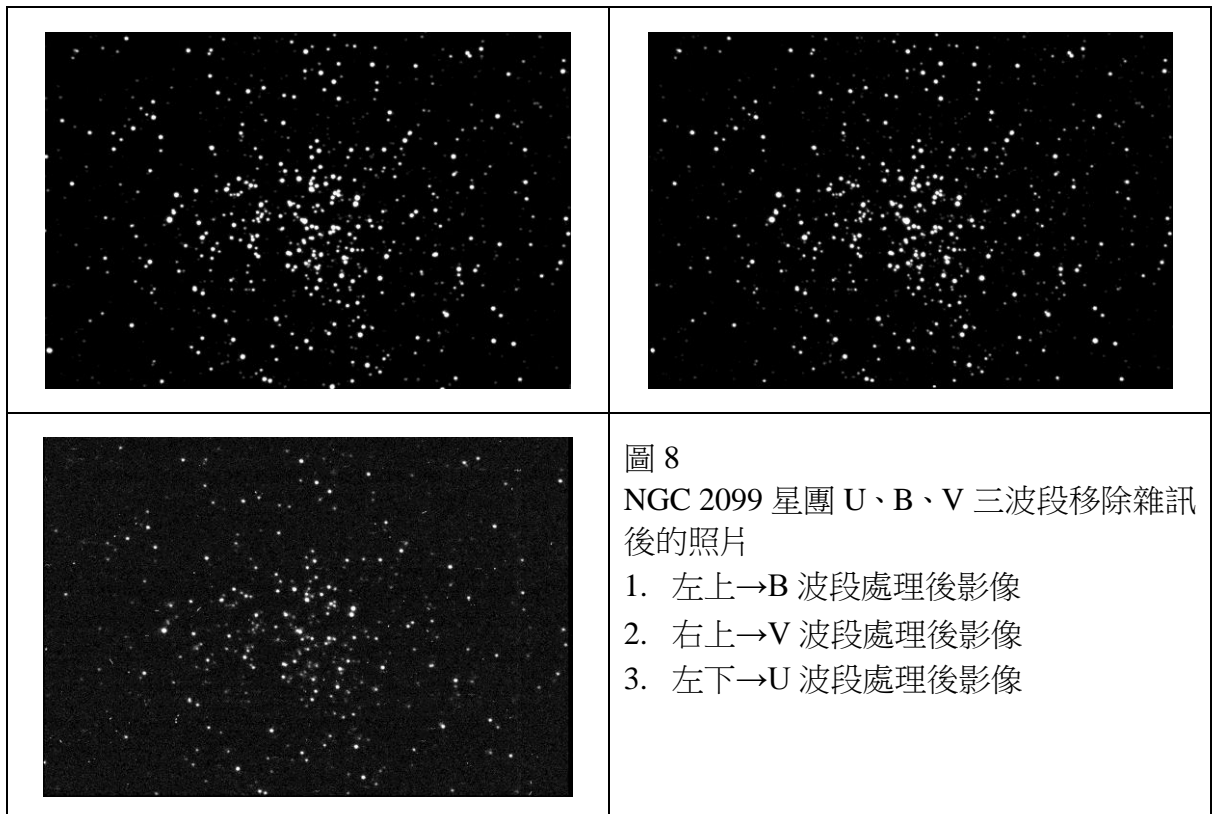 圖 8
NGC 2099 星團 U、B、V 三波段移除雜訊
後的照片
1. 左上→B 波段處理後影像
2. 右上→V 波段處理後影像
3. 左下→U 波段處理後影像